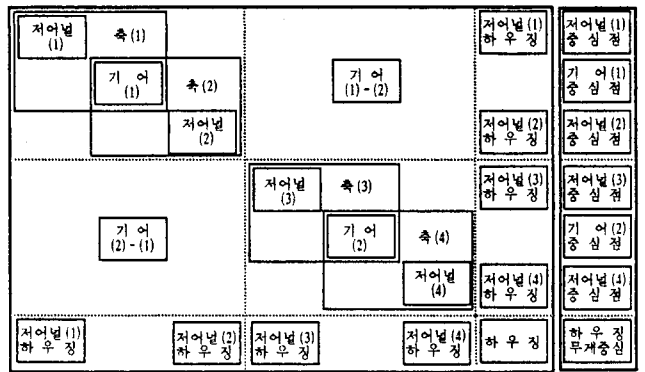 저어널
(1)
축(1)
저어널(1)
하 우 징
저어널(1)
중 심 점
기 어
(1)
축(2)
기 어
(1) - (2)
기 어(1)
중 심 점
저어널
(2)
저어널(2)
하 우 징
저어널(2)
중 심 점
저어널
(3)
축(3)
저어널(3)
하 우 징
저어널(3)
중 심 점
기 어
(2) - (1)
기 어
(2)
축(4)
기 어(2)
중 심 점
저어널
(4)
저어널(4)
하 우 징
저어널(4)
중 심 점
저어널(1)
하 우 징
저어널(2)
하 우 징
저어널(3)
하 우 징
저어널(4)
하 우 징
하 우 징
하 우 징
무게중심